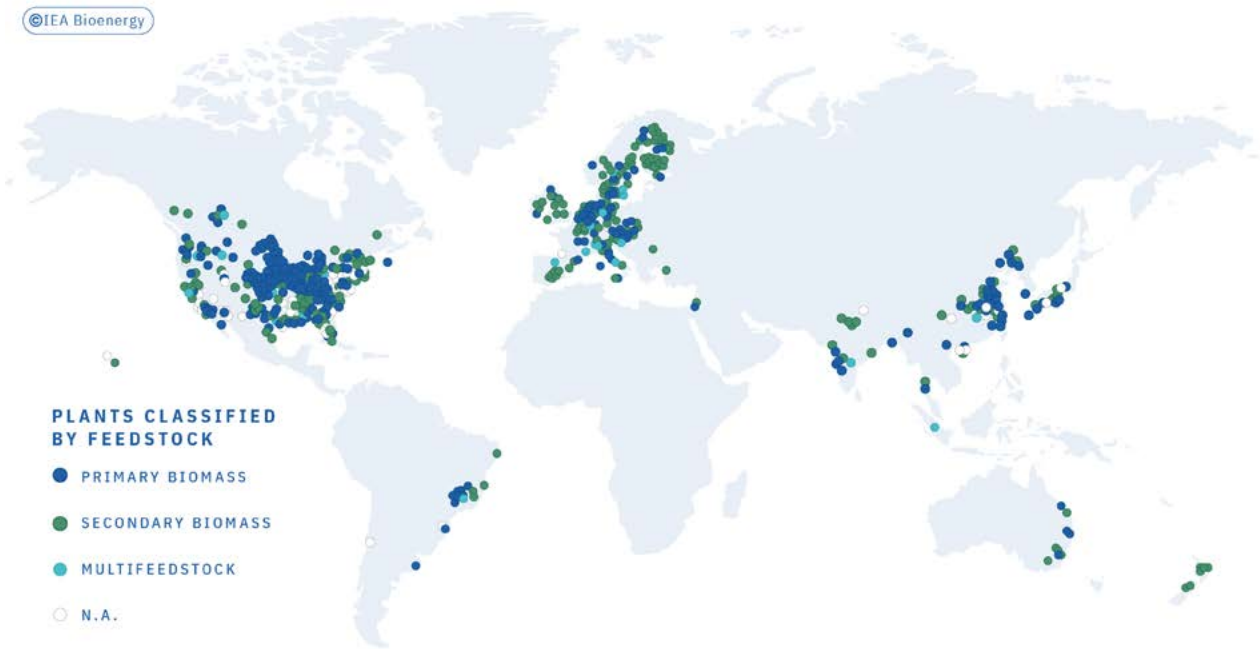 ©IEA Bioenergy
PLANTS CLASSIFIED
BY FEEDSTOCK
PRIMARY BIOMASS
SECONDARY BIOMASS
MULTIFEEDSTOCK
N.A.